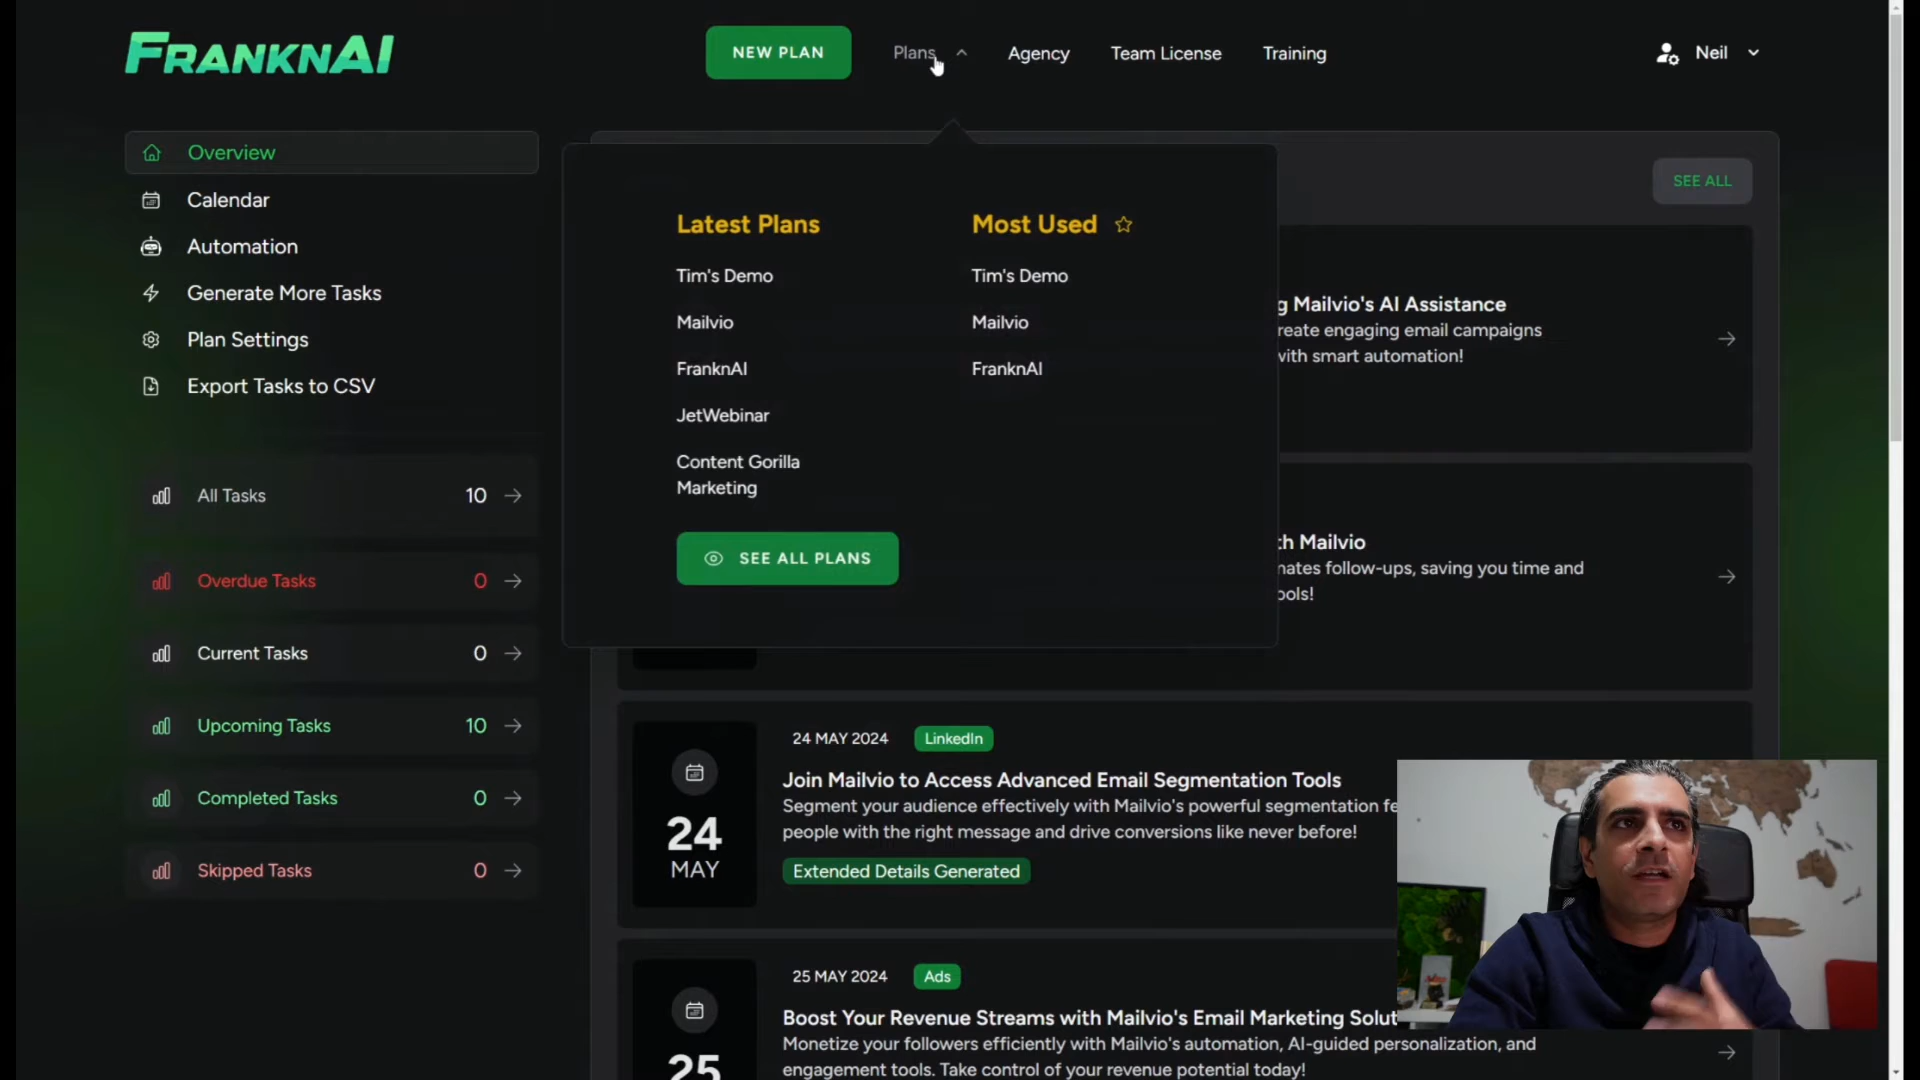 FRANKNAI
NEW PLAN
Plans
Agency
Team License
Training
Neil
Overview
Calendar
Automation
Generate More Tasks
Plan Settings
Export Tasks to CSV
All Tasks 10
Overdue Tasks 0
Current Tasks 0
Upcoming Tasks 10
Completed Tasks 0
Skipped Tasks 0
Latest Plans
Tim's Demo
Mailvio
FranknAI
JetWebinar
Content Gorilla
Marketing
SEE ALL PLANS
Most Used
Tim's Demo
Mailvio
FranknAI
SEE ALL
g Mailvio's AI Assistance
reate engaging email campaigns
with smart automation!
th Mailvio
mates follow-ups, saving you time and
ools!
24
MAY
24 MAY 2024 LinkedIn
Join Mailvio to Access Advanced Email Segmentation Tools
Segment your audience effectively with Mailvio's powerful segmentation fe
people with the right message and drive conversions like never before!
Extended Details Generated
25
25 MAY 2024 Ads
Boost Your Revenue Streams with Mailvio's Email Marketing Solut
Monetize your followers efficiently with Mailvio's automation, AI-guided personalization, and
engagement tools. Take control of your revenue potential today!